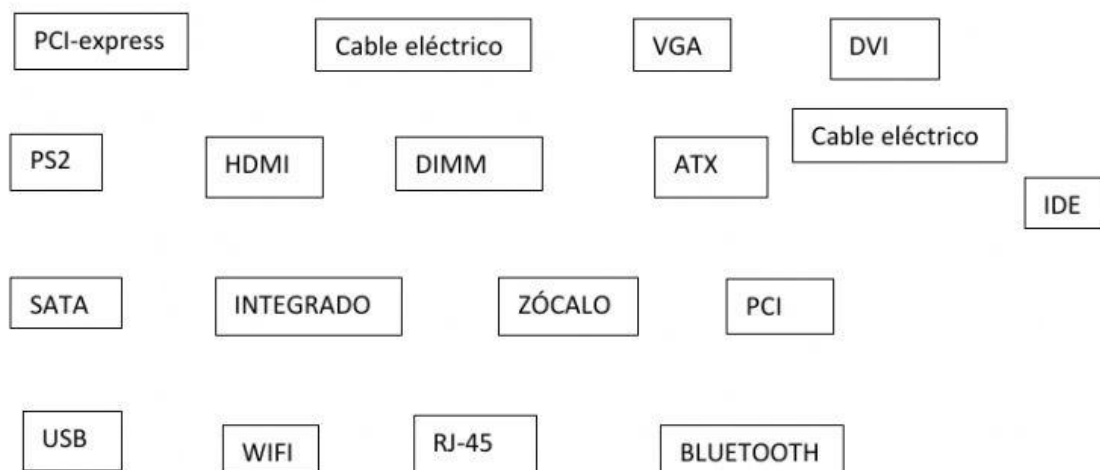 PCI-express
Cable eléctrico
VGA
DVI
PS2
HDMI
DIMM
ATX
Cable eléctrico
IDE
SATA
INTEGRADO
ZÓCALO
PCI
USB
WIFI
RJ-45
BLUETOOTH